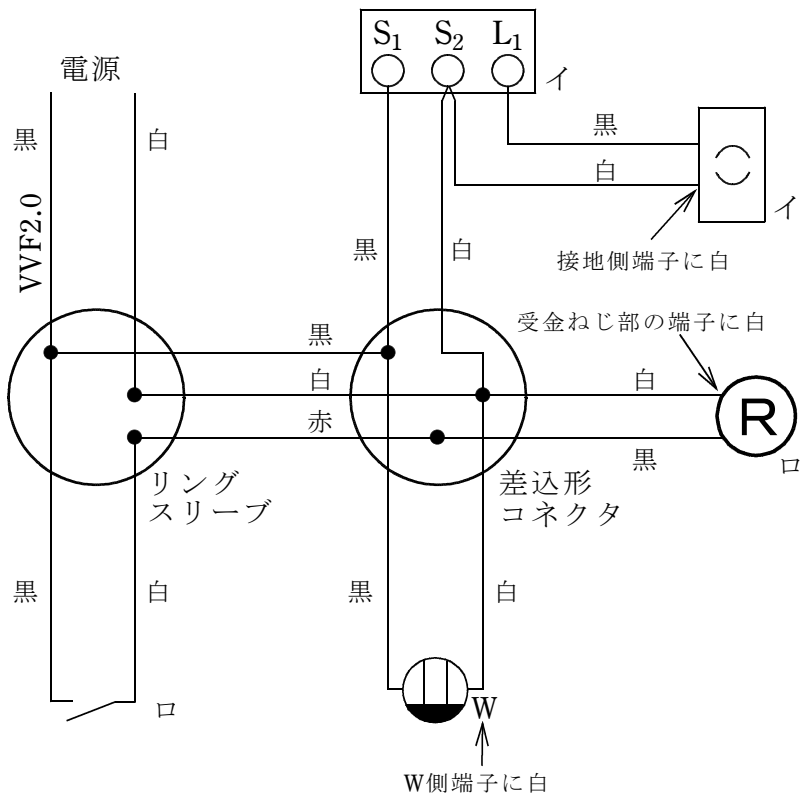 S₁ S₂ L₁
イ
電源
黒
白
VVF2.0
黒
白
イ
接地側端子に白
黒
白
受金ねじ部の端子に白
黒
白
赤
白
黒
R
ロ
リング
スリーブ
差込形
コネクタ
黒
白
黒
白
ロ
W
W側端子に白